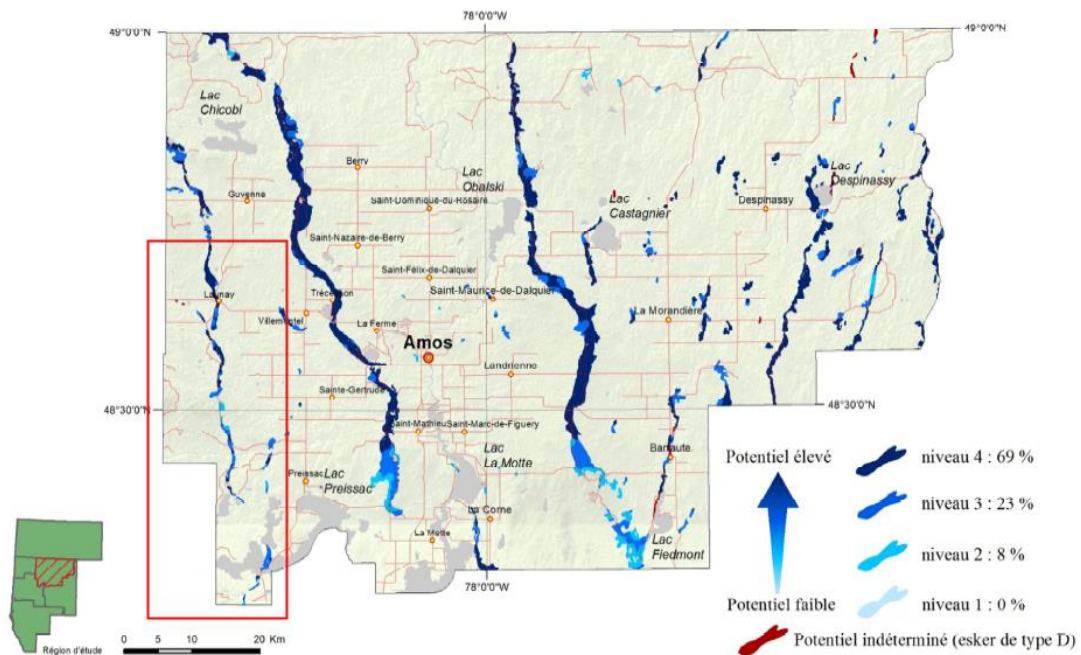 78°0'0"W
49°0'0"N
49°0'0"N
Lac
Chicobi
Berry
Lac
Obalski
Lac
Despinassy
Guyenne
Saint-Dominique-du-Rosaire
Lac
Castagnier
Despinassy
Saint-Nazaire-de-Berry
Saint-Félix-de-Dalquier
Launay
Trécesson
Saint-Maurice-de-Dalquier
Villemontel
La Morandière
La Ferme
Amos
Landrienne
Sainte-Gertrude
48°30'0"N
48°30'0"N
Saint-Mathieu
Saint-Marc-de-Figuery
Lac
La Motte
Barraute
Preissac
Lac
Preissac
La Corne
La Motte
Lac
Fiedmont
78°0'0"W
Potentiel élevé
niveau 4 : 69 %
niveau 3 : 23 %
niveau 2 : 8 %
Potentiel faible
niveau 1 : 0 %
Potentiel indéterminé (esker de type D)
Région d'étude
0 5 10 20 Km